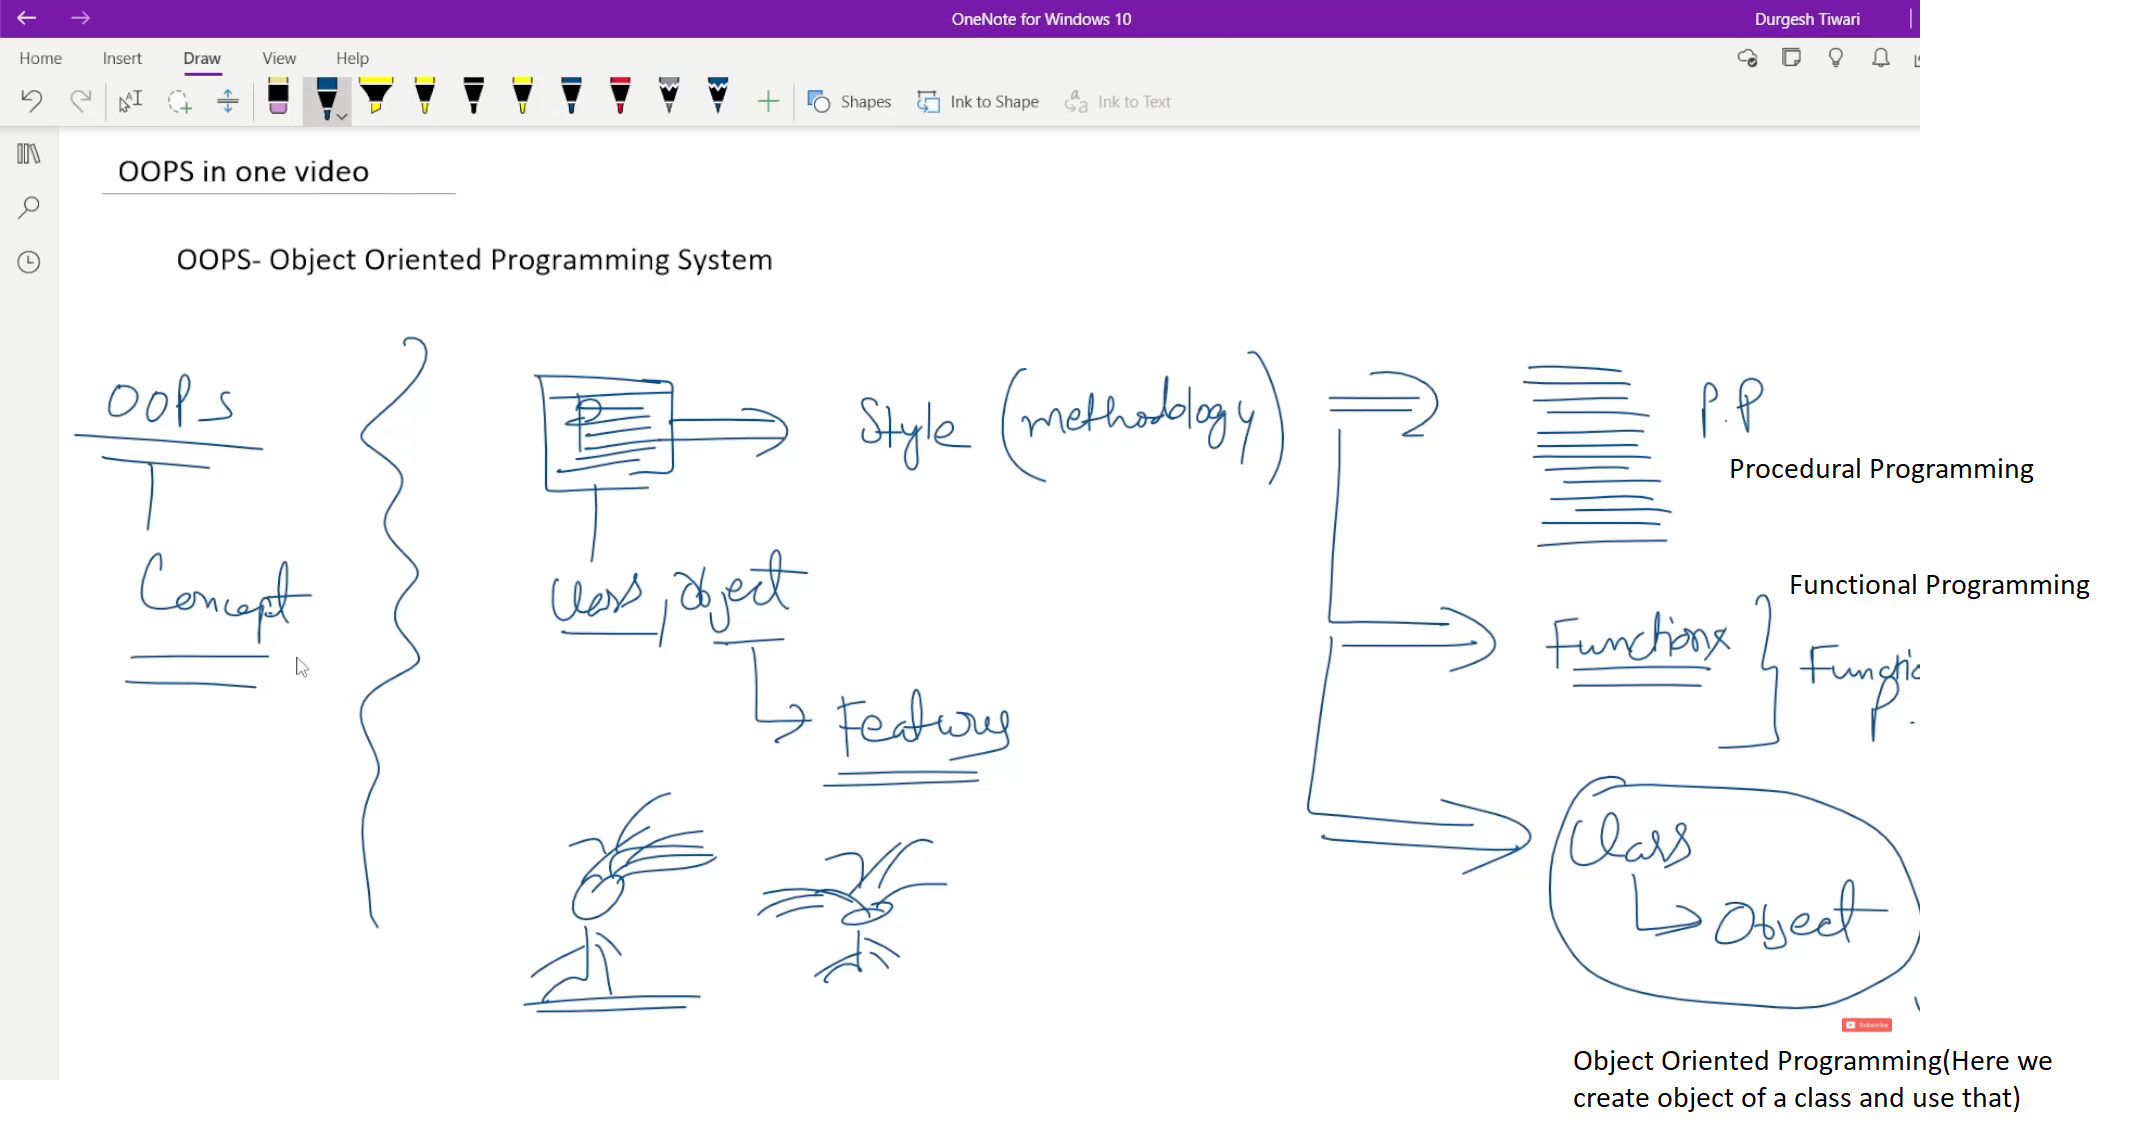 OneNote for Windows 10
Durgesh Tiwari
Home Insert Draw View Help
Shapes Ink to Shape Ink to Text
OOPS in one video
OOPS- Object Oriented Programming System
OOPS
Concept
P
Style (methodology)
Class, Object
Features
P.P
Procedural Programming
Functional Programming
Functions
Functio
P.
Class
Object
Subscribe
Object Oriented Programming(Here we
create object of a class and use that)